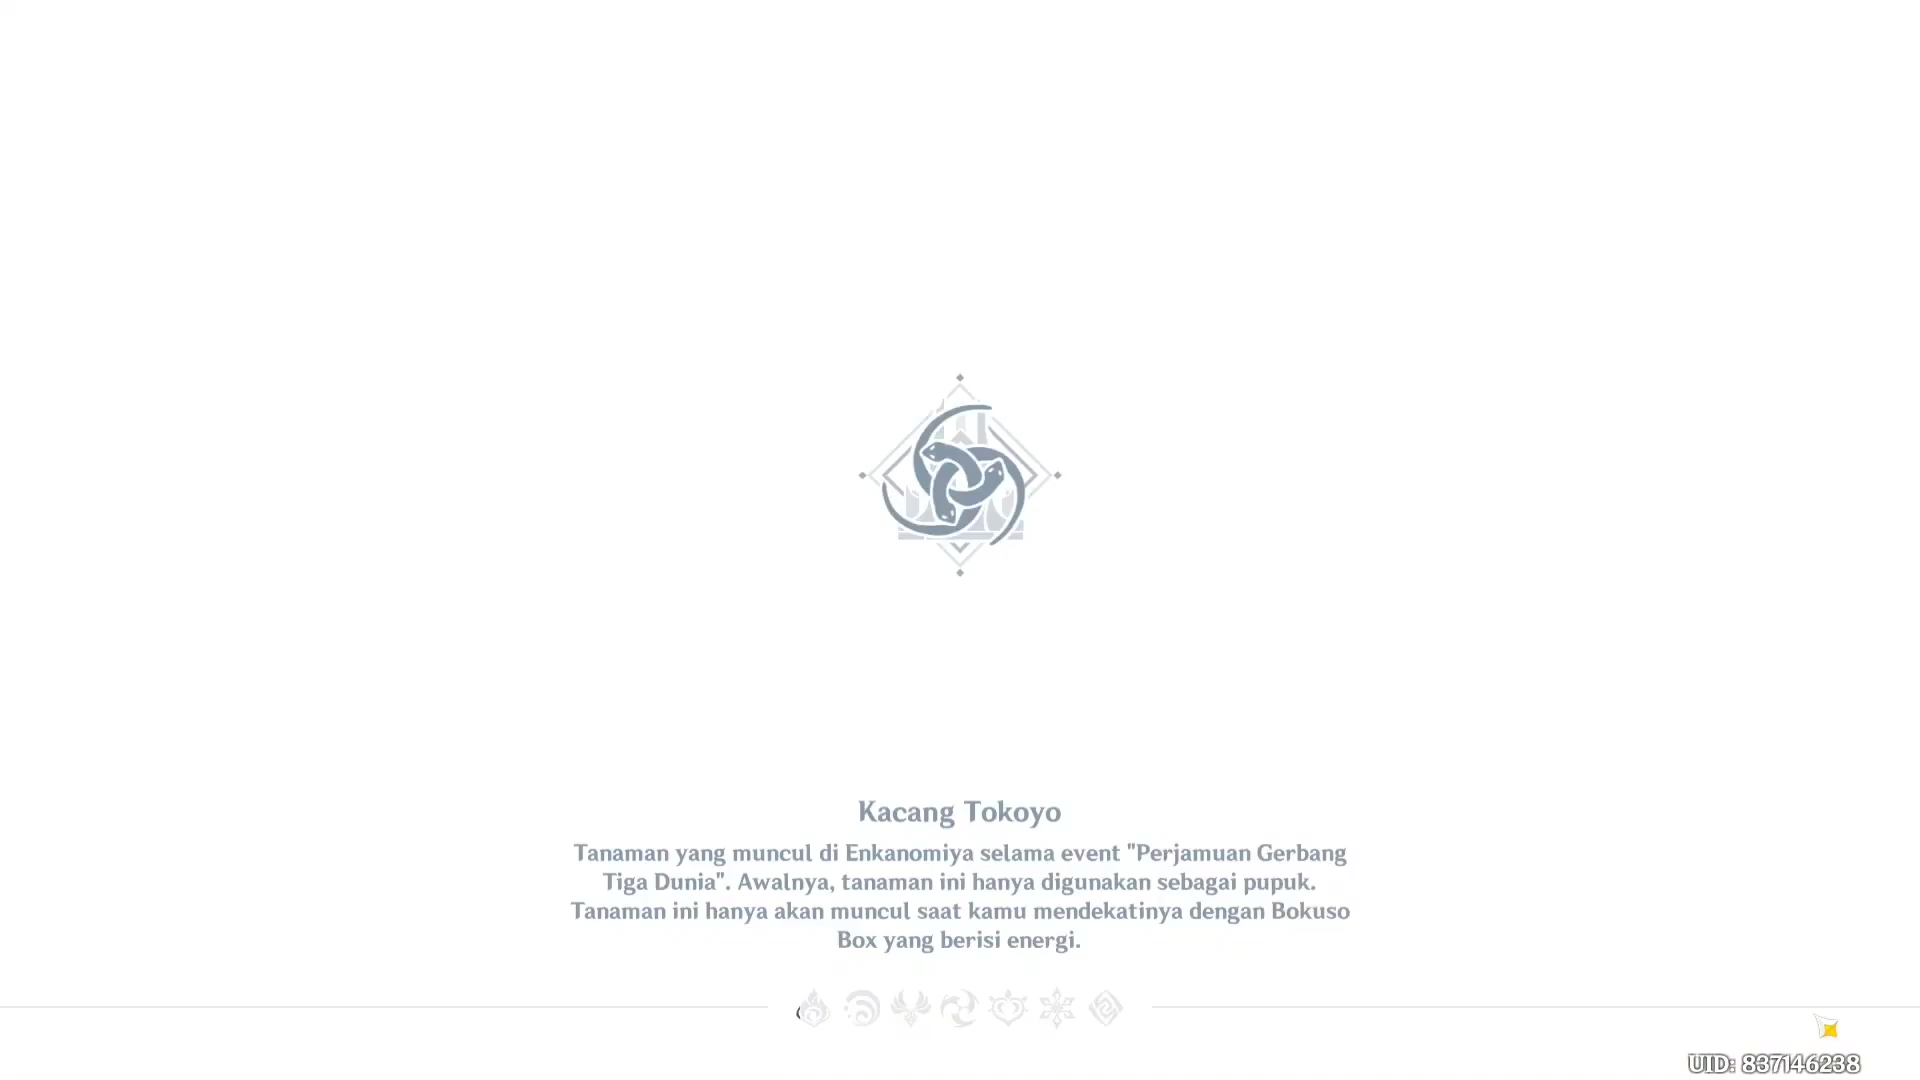 Kacang Tokoyo
Tanaman yang muncul di Enkanomiya selama event "Perjamuan Gerbang
Tiga Dunia". Awalnya, tanaman ini hanya digunakan sebagai pupuk.
Tanaman ini hanya akan muncul saat kamu mendekatinya dengan Bokuso
Box yang berisi energi.
UID: 837146238